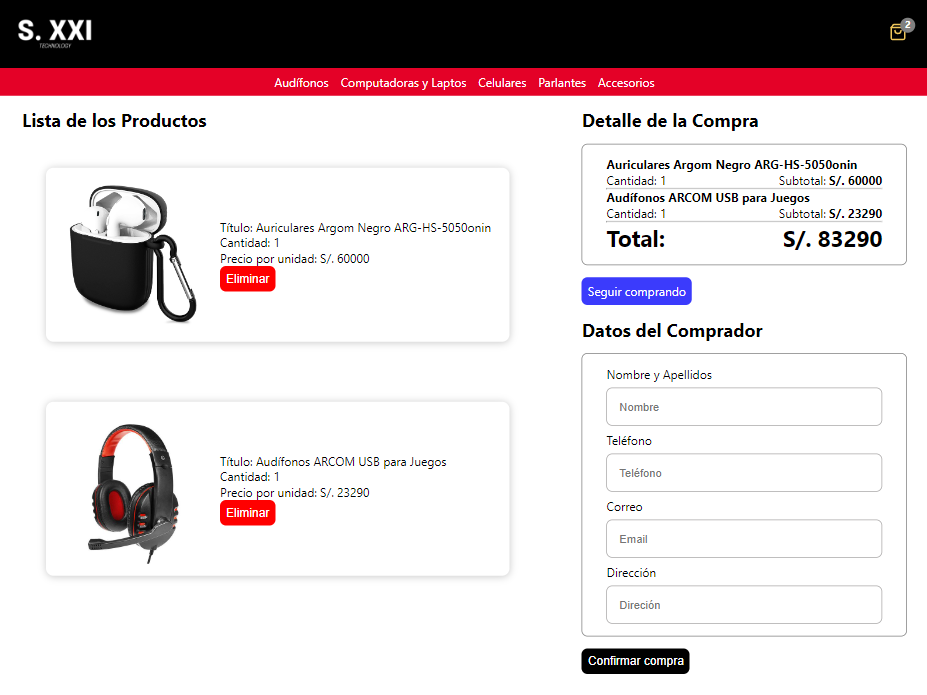 S. XXI
TECHNOLOGY
2
Audífonos Computadoras y Laptos Celulares Parlantes Accesorios
Lista de los Productos
Título: Auriculares Argom Negro ARG-HS-5050onin
Cantidad: 1
Precio por unidad: S/. 60000
Eliminar
Título: Audífonos ARCOM USB para Juegos
Cantidad: 1
Precio por unidad: S/. 23290
Eliminar
Detalle de la Compra
Auriculares Argom Negro ARG-HS-5050onin
Cantidad: 1 Subtotal: S/. 60000
Audífonos ARCOM USB para Juegos
Cantidad: 1 Subtotal: S/. 23290
Total: S/. 83290
Seguir comprando
Datos del Comprador
Nombre y Apellidos
Nombre
Teléfono
Teléfono
Correo
Email
Dirección
Direción
Confirmar compra